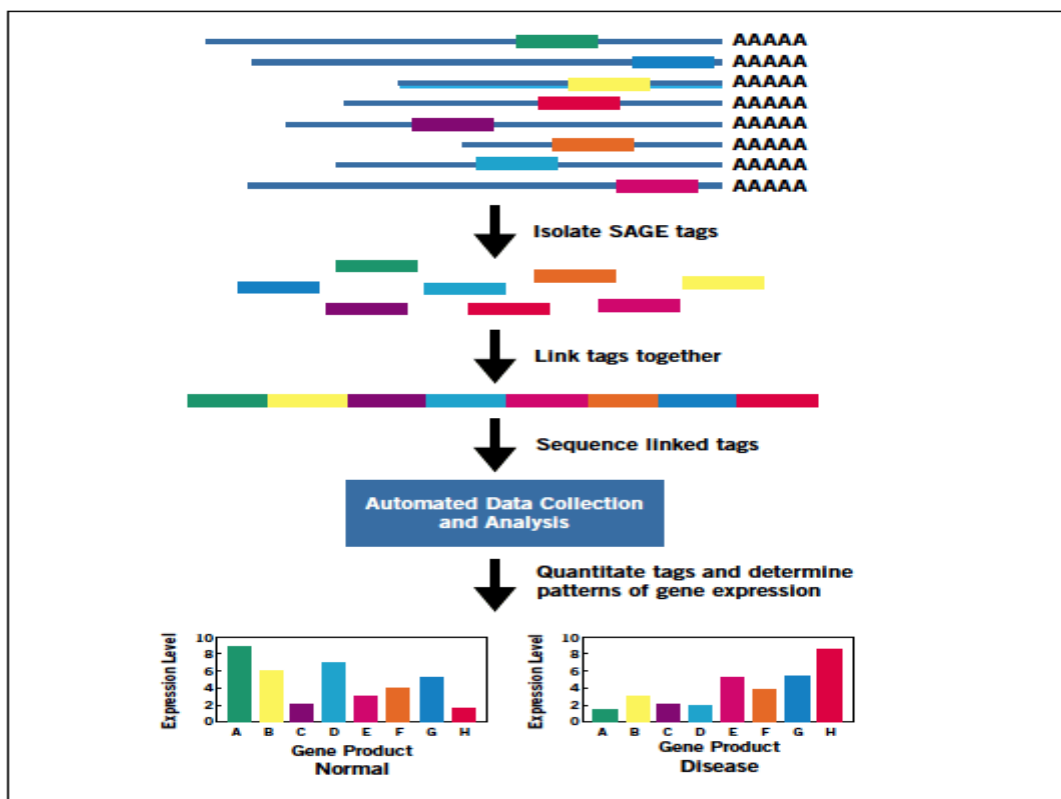 AAAAA
AAAAA
AAAAA
AAAAA
AAAAA
AAAAA
AAAAA
AAAAA
Isolate SAGE tags
Link tags together
Sequence linked tags
Automated Data Collection
and Analysis
Quantitate tags and determine
patterns of gene expression
Expression Level
10
8
6
4
2
0
A B C D E F G H
Gene Product
Normal
Expression Level
10
8
6
4
2
0
A B C D E F G H
Gene Product
Disease